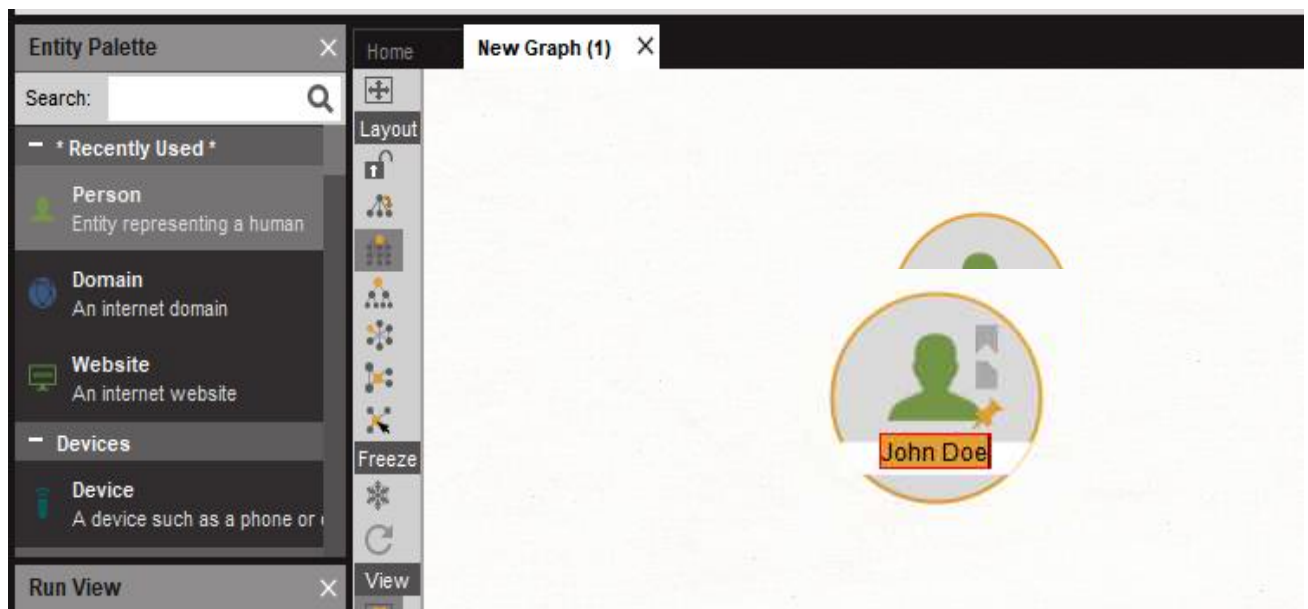 Entity Palette
Home
New Graph (1)
Search:
Layout
* Recently Used *
Person
Entity representing a human
Domain
An internet domain
Website
An internet website
Devices
Device
A device such as a phone or
John Doe
Freeze
Run View
View